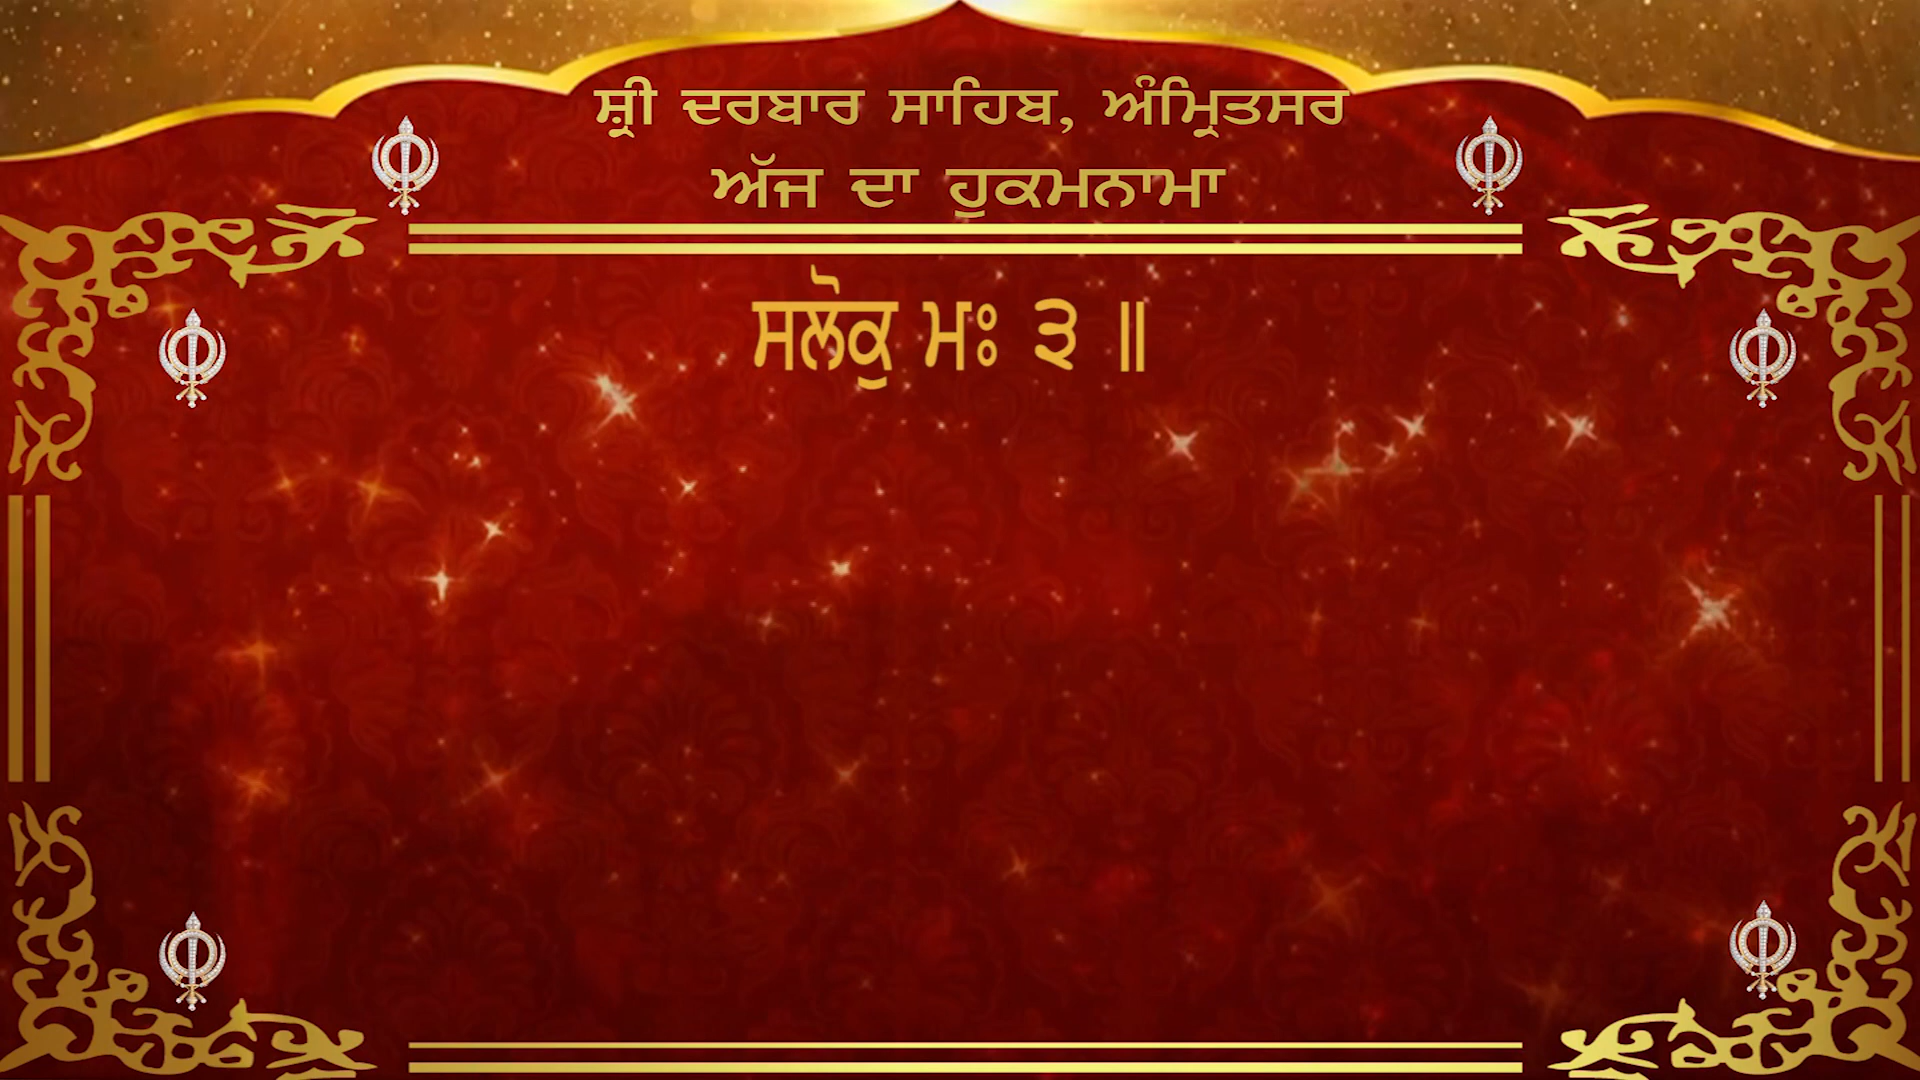 ਸ਼੍ਰੀ ਦਰਬਾਰ ਸਾਹਿਬ, ਅੰਮ੍ਰਿਤਸਰ
ਅੱਜ ਦਾ ਹੁਕਮਨਾਮਾ
ਸਲੋਕੁ ਮਃ ੩ ॥